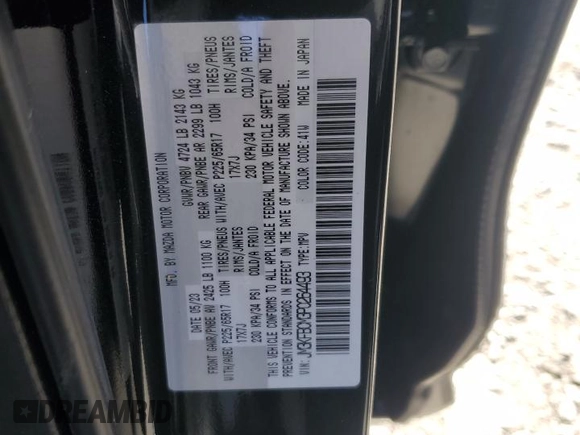 MFD. BY MAZDA MOTOR CORPORATION
DATE 05/23 GVWR/PNBV 4724 LB 2143 KG
FRONT GAWR/PNBE AV 2425 LB 1100 KG REAR GAWR/PNBE AR 2299 LB 1043 KG
WITH/AVEC P225/65R17 100H TIRES/PNEUS WITH/AVEC P225/65R17 100H TIRES/PNEUS
17X7J RIMS/JANTES 17X7J RIMS/JANTES
230 KPA/34 PSI COLD/A FROID 230 KPA/34 PSI COLD/A FROID
THIS VEHICLE CONFORMS TO ALL APPLICABLE FEDERAL MOTOR VEHICLE SAFETY AND THEFT
PREVENTION STANDARDS IN EFFECT ON THE DATE OF MANUFACTURE SHOWN ABOVE.
COLOR CODE:41W MADE IN JAPAN
VIN: TYPE:MPV
DREAMBID